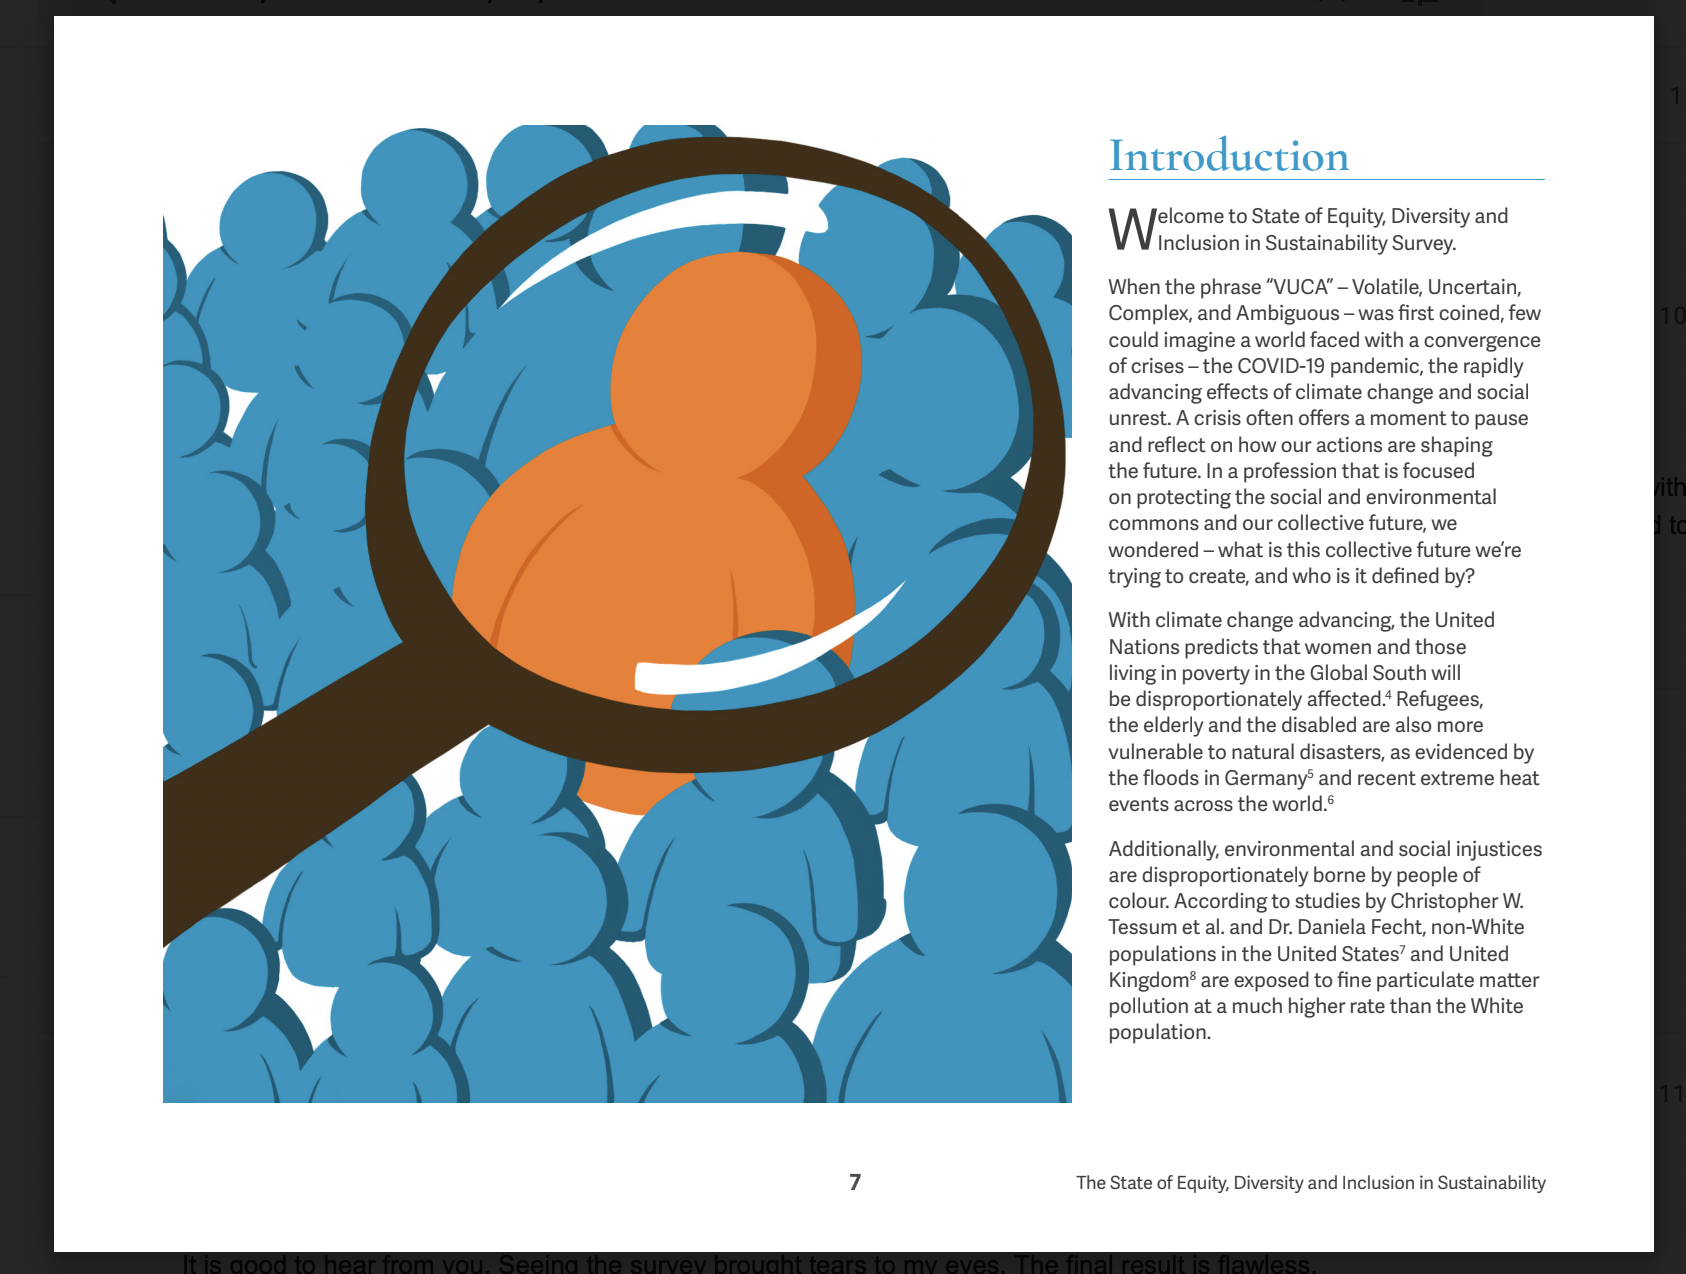 Introduction
Welcome to State of Equity, Diversity and
Inclusion in Sustainability Survey.
When the phrase “VUCA” – Volatile, Uncertain,
Complex, and Ambiguous – was first coined, few
could imagine a world faced with a convergence
of crises – the COVID-19 pandemic, the rapidly
advancing effects of climate change and social
unrest. A crisis often offers a moment to pause
and reflect on how our actions are shaping
the future. In a profession that is focused
on protecting the social and environmental
commons and our collective future, we
wondered – what is this collective future we’re
trying to create, and who is it defined by?
With climate change advancing, the United
Nations predicts that women and those
living in poverty in the Global South will
be disproportionately affected.⁴ Refugees,
the elderly and the disabled are also more
vulnerable to natural disasters, as evidenced by
the floods in Germany⁵ and recent extreme heat
events across the world.⁶
Additionally, environmental and social injustices
are disproportionately borne by people of
colour. According to studies by Christopher W.
Tessum et al. and Dr. Daniela Fecht, non-White
populations in the United States⁷ and United
Kingdom⁸ are exposed to fine particulate matter
pollution at a much higher rate than the White
population.
7
The State of Equity, Diversity and Inclusion in Sustainability
10
11
It is good to hear from you. Seeing the survey brought tears to my eyes. The final result is flawless.